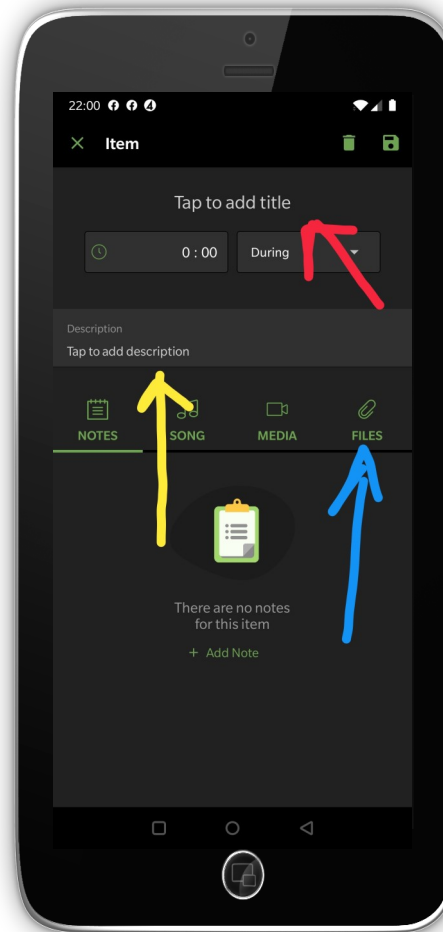 22:00
Item
Tap to add title
0 : 00 During
Description
Tap to add description
NOTES SONG MEDIA FILES
There are no notes
for this item
+ Add Note